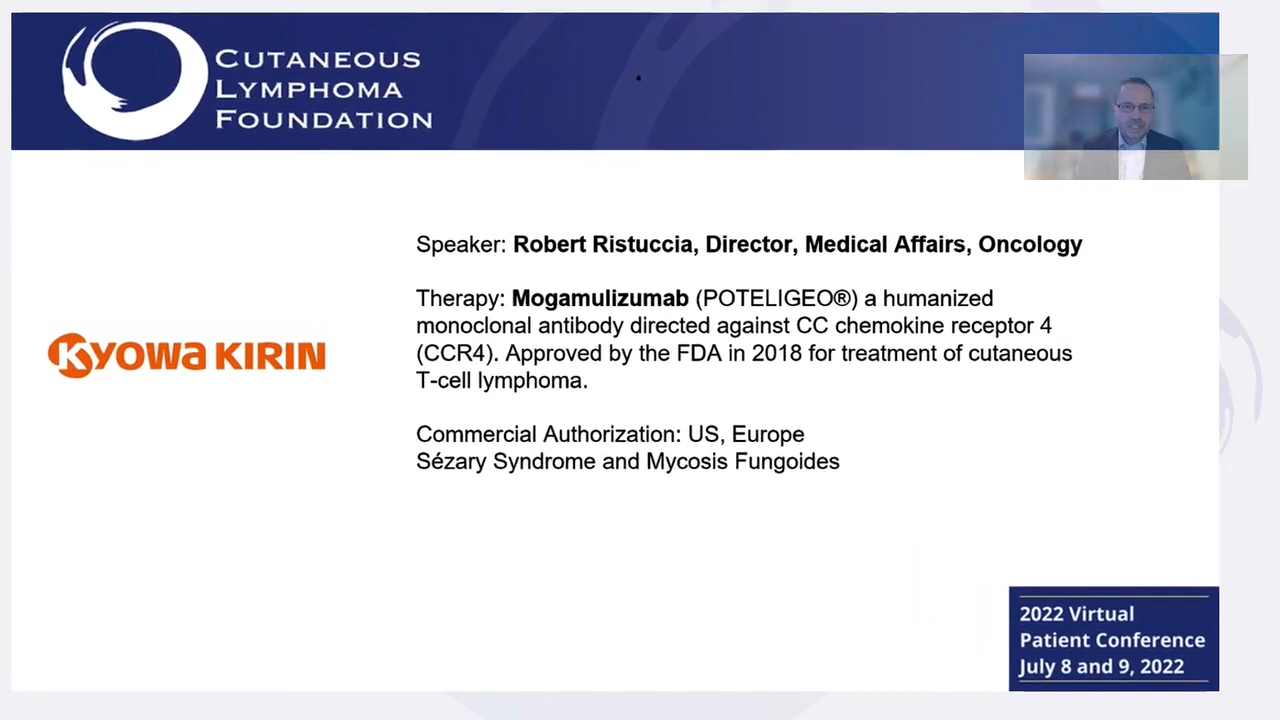 CUTANEOUS
LYMPHOMA
FOUNDATION
Speaker: Robert Ristuccia, Director, Medical Affairs, Oncology
Therapy: Mogamulizumab (POTELIGEO®) a humanized
monoclonal antibody directed against CC chemokine receptor 4
(CCR4). Approved by the FDA in 2018 for treatment of cutaneous
T-cell lymphoma.
KYOWA KIRIN
Commercial Authorization: US, Europe
Sézary Syndrome and Mycosis Fungoides
2022 Virtual
Patient Conference
July 8 and 9, 2022